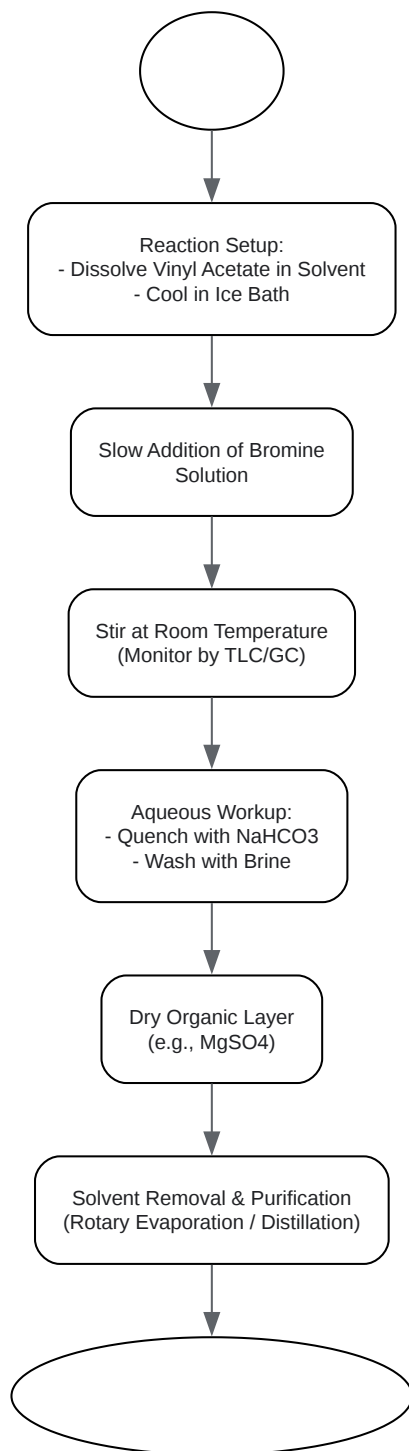 Reaction Setup:
- Dissolve Vinyl Acetate in Solvent
- Cool in Ice Bath
Slow Addition of Bromine
Solution
Stir at Room Temperature
(Monitor by TLC/GC)
Aqueous Workup:
- Quench with NaHCO3
- Wash with Brine
Dry Organic Layer
(e.g., MgSO4)
Solvent Removal & Purification
(Rotary Evaporation / Distillation)